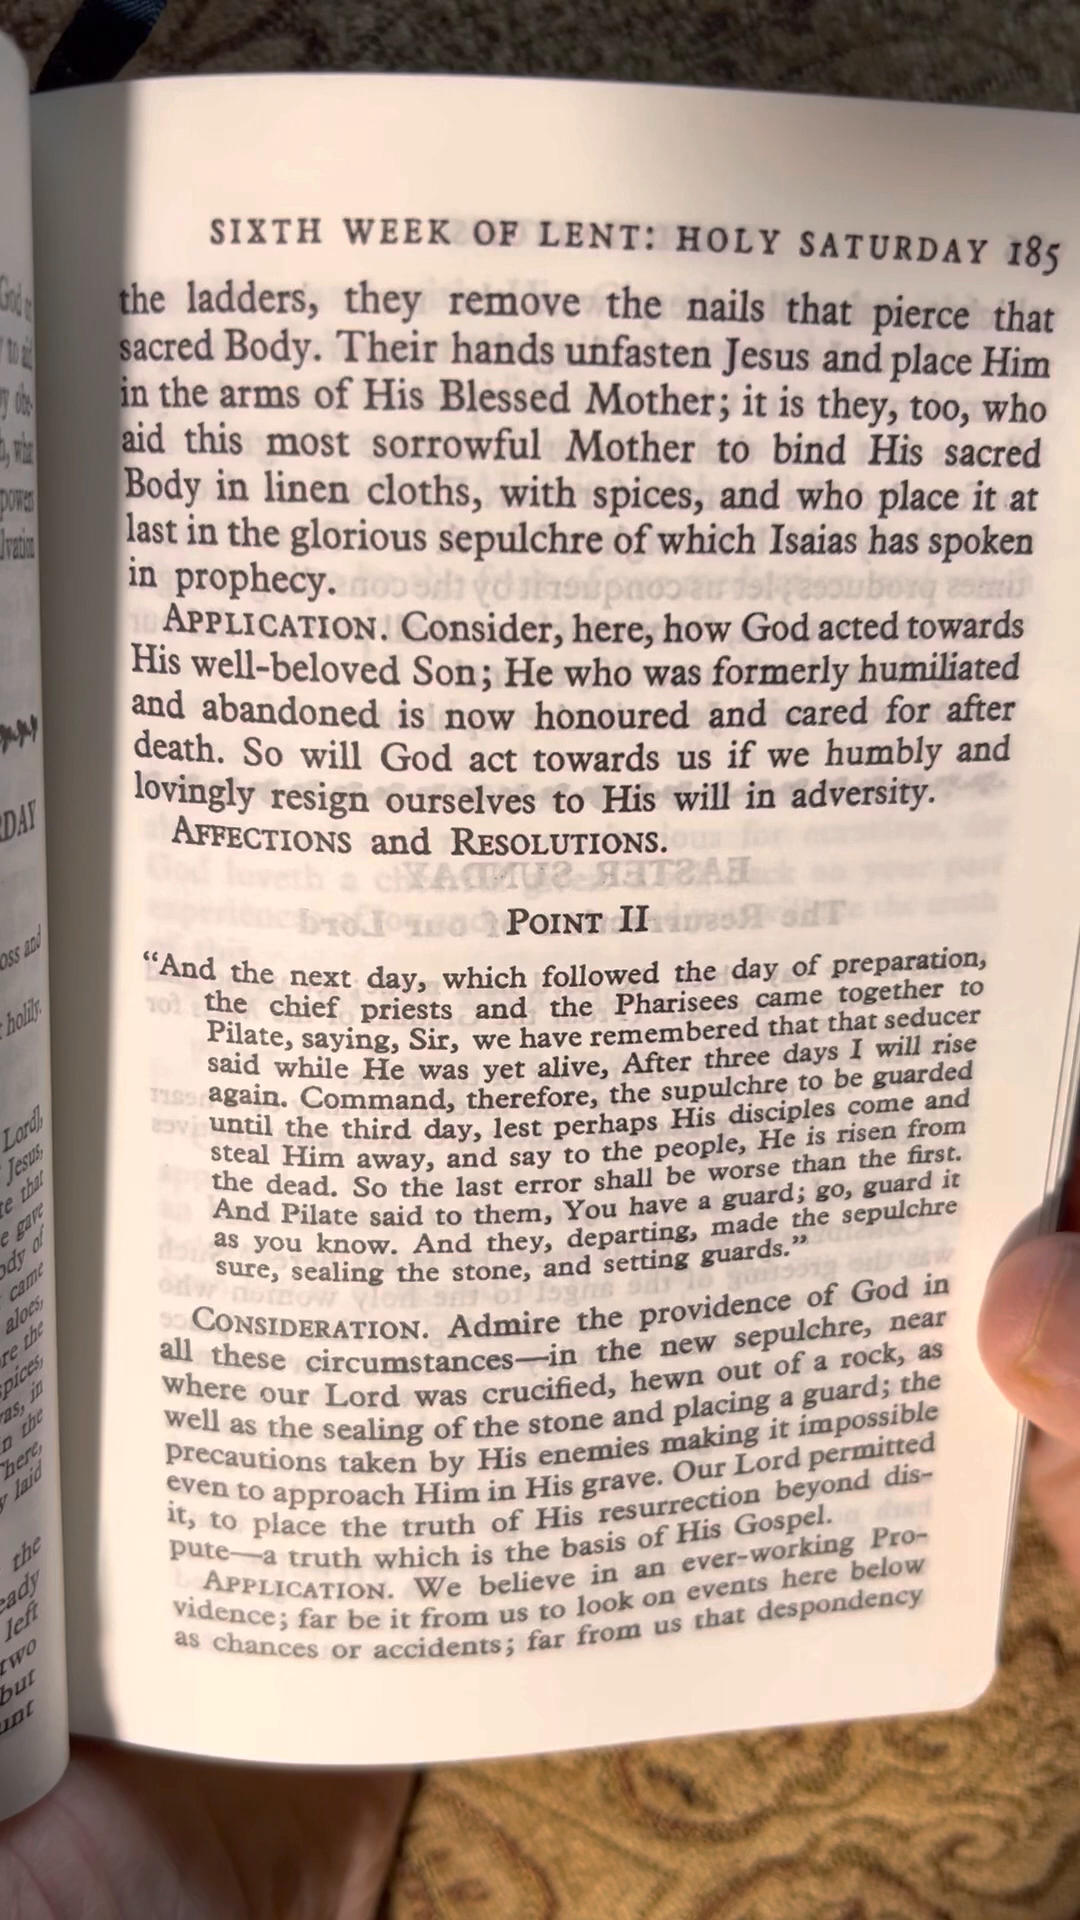 SIXTH WEEK OF LENT: HOLY SATURDAY 185
the ladders, they remove the nails that pierce that
sacred Body. Their hands unfasten Jesus and place Him
in the arms of His Blessed Mother; it is they, too, who
aid this most sorrowful Mother to bind His sacred
Body in linen cloths, with spices, and who place it at
last in the glorious sepulchre of which Isaias has spoken
in prophecy.
APPLICATION. Consider, here, how God acted towards
His well-beloved Son; He who was formerly humiliated
and abandoned is now honoured and cared for after
death. So will God act towards us if we humbly and
lovingly resign ourselves to His will in adversity.
AFFECTIONS and RESOLUTIONS.
POINT II
“And the next day, which followed the day of preparation,
the chief priests and the Pharisees came together to
Pilate, saying, Sir, we have remembered that that seducer
said while He was yet alive, After three days I will rise
again. Command, therefore, the supulchre to be guarded
until the third day, lest perhaps His disciples come and
steal Him away, and say to the people, He is risen from
the dead. So the last error shall be worse than the first.
And Pilate said to them, You have a guard; go, guard it
as you know. And they, departing, made the sepulchre
sure, sealing the stone, and setting guards.”
CONSIDERATION. Admire the providence of God in
all these circumstances—in the new sepulchre, near
where our Lord was crucified, hewn out of a rock, as
well as the sealing of the stone and placing a guard; the
precautions taken by His enemies making it impossible
even to approach Him in His grave. Our Lord permitted
it, to place the truth of His resurrection beyond dis-
pute—a truth which is the basis of His Gospel.
APPLICATION. We believe in an ever-working Pro-
vidence; far be it from us to look on events here below
as chances or accidents; far from us that despondency